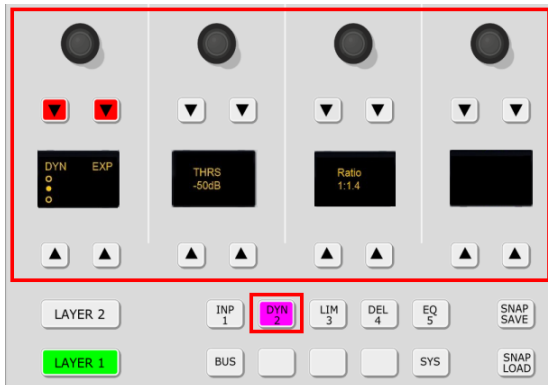 DYN EXP
THRS
-50dB
Ratio
1:1.4
LAYER 2
INP
1
DYN
2
LIM
3
DEL
4
EQ
5
SNAP
SAVE
LAYER 1
BUS
SYS
SNAP
LOAD